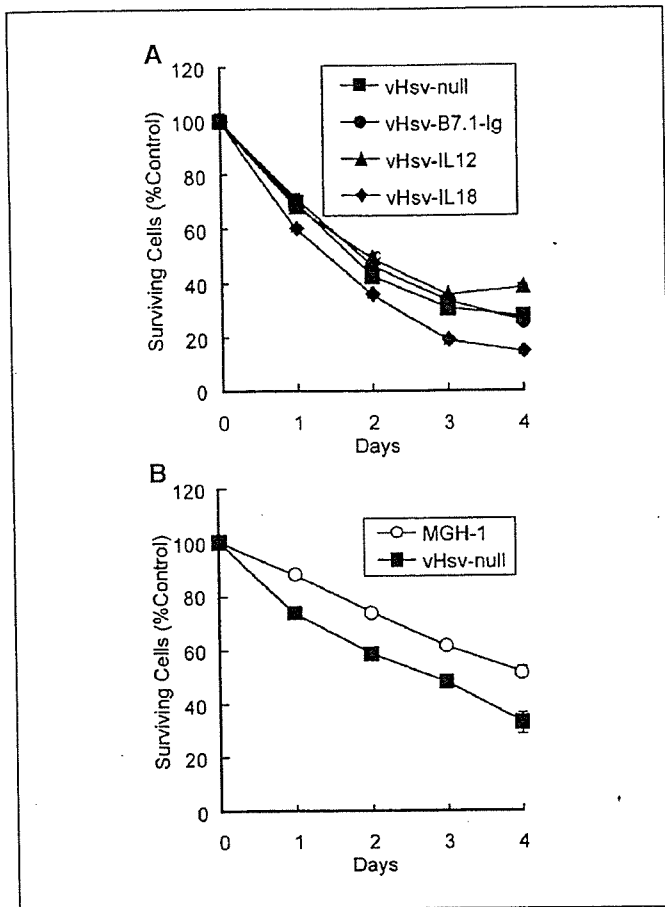 A
120
100
80
60
40
20
0
Surviving Cells (%Control)
vHsv-null
vHsv-B7.1-Ig
vHsv-IL12
vHsv-IL18
0 1 2 3 4
Days
B
120
100
80
60
40
20
0
Surviving Cells (%Control)
MGH-1
vHsv-null
0 1 2 3 4
Days